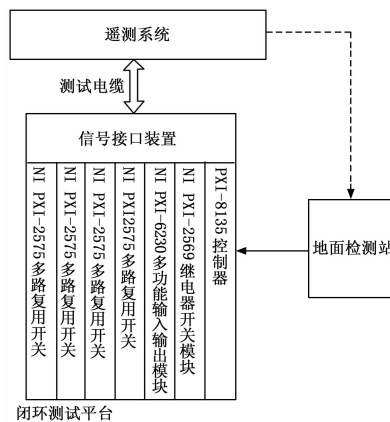 遥测系统
测试电缆
信号接口装置
NI PXI-2575多路复用开关
NI PXI-2575多路复用开关
NI PXI-2575多路复用开关
NI PXI2575多路复用开关
NI PXI-6230多功能输入输出模块
NI PXI-2569继电器开关模块
PXI-8135控制器
地面检测站
闭环测试平台